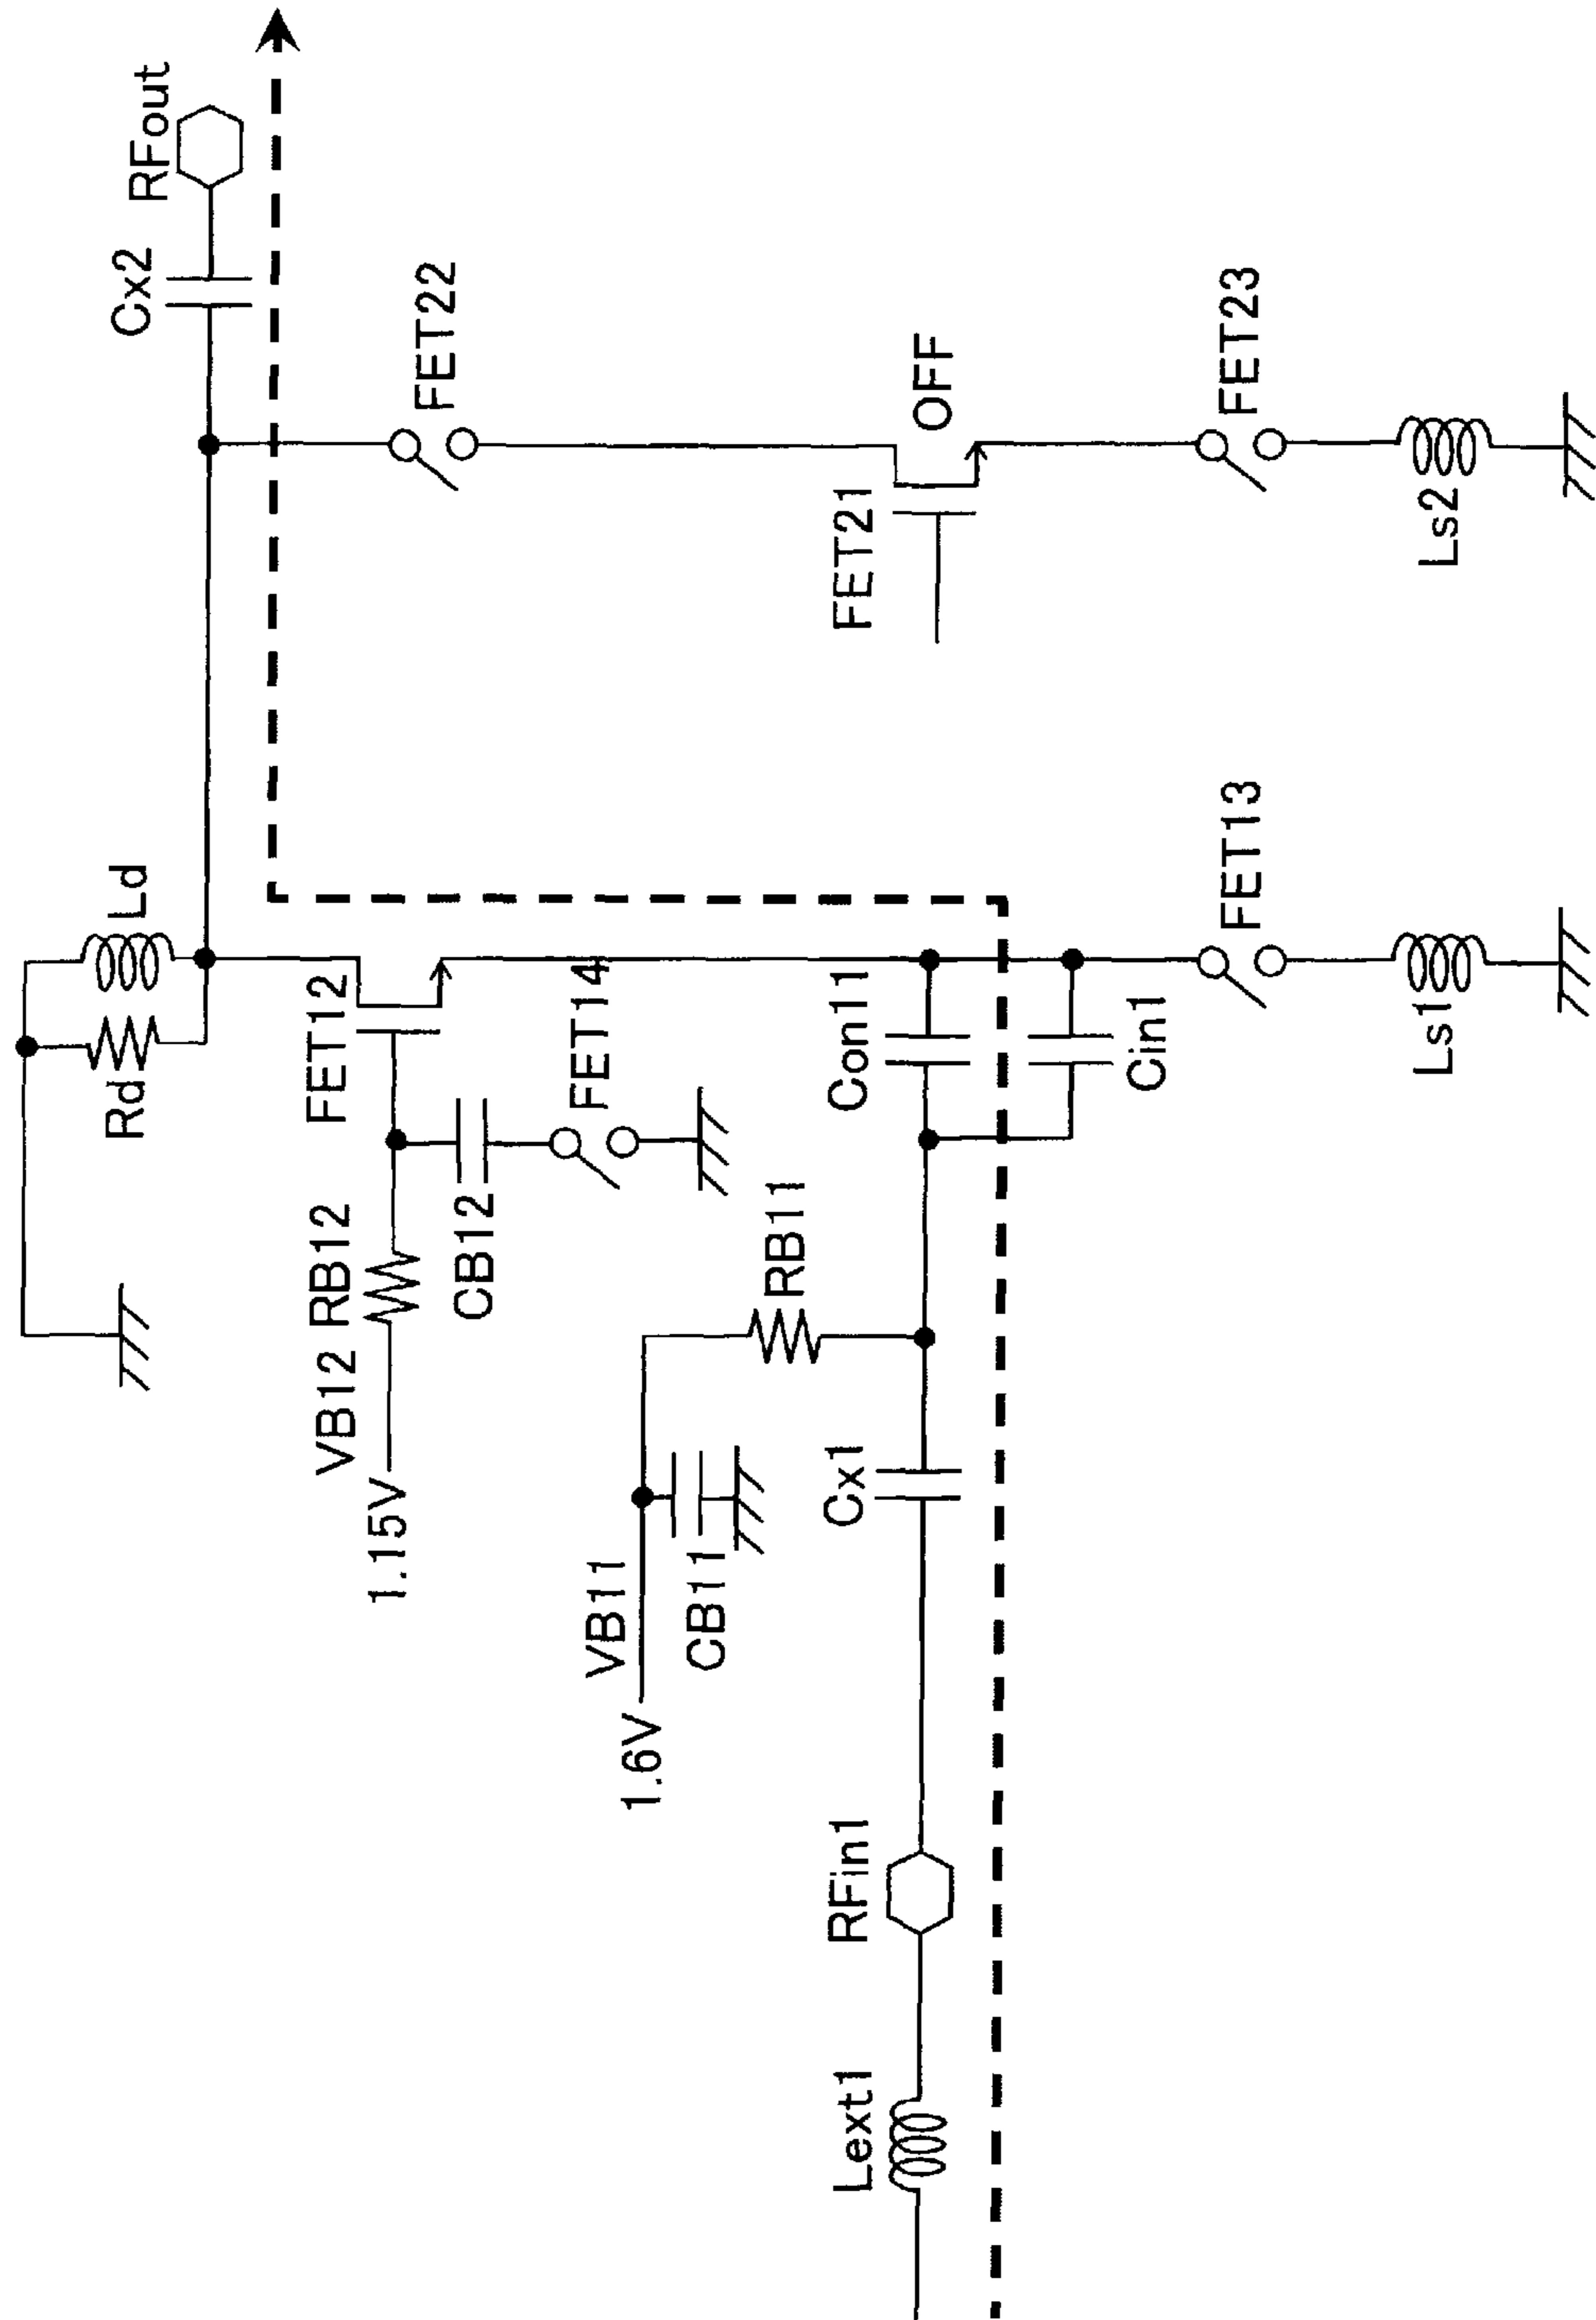 Rd
Ld
Cx2
RFout
FET12
VB12
RB12
1.15V
CB12
FET14
FET22
VB11
1.6V
CB11
RB11
Lext1
RFin1
Cx1
Con11
FET21
OFF
Cin1
FET13
FET23
Ls1
Ls2